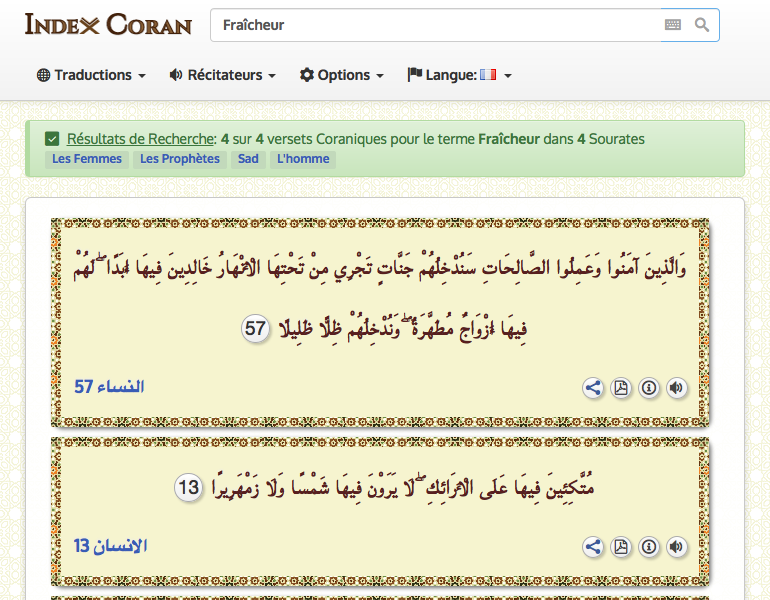 Index Coran
Fraîcheur
Traductions Récitateurs Options Langue:
Résultats de Recherche: 4 sur 4 versets Coraniques pour le terme Fraîcheur dans 4 Sourates
Les Femmes Les Prophètes Sad L'homme
وَالَّذِينَ آمَنُوا وَعَمِلُوا الصَّالِحَاتِ سَنُدْخِلُهُمْ جَنَّاتٍ تَجْرِي مِنْ تَحْتِهَا الْأَنْهَارُ خَالِدِينَ فِيهَا أَبَدًا ۖ لَهُمْ
فِيهَا أَزْوَاجٌ مُطَهَّرَةٌ ۖ وَنُدْخِلُهُمْ ظِلًّا ظَلِيلًا 57
النساء 57
مُتَّكِئِينَ فِيهَا عَلَى الْأَرَائِكِ ۖ لَا يَرَوْنَ فِيهَا شَمْسًا وَلَا زَمْهَرِيرًا 13
الانسان 13